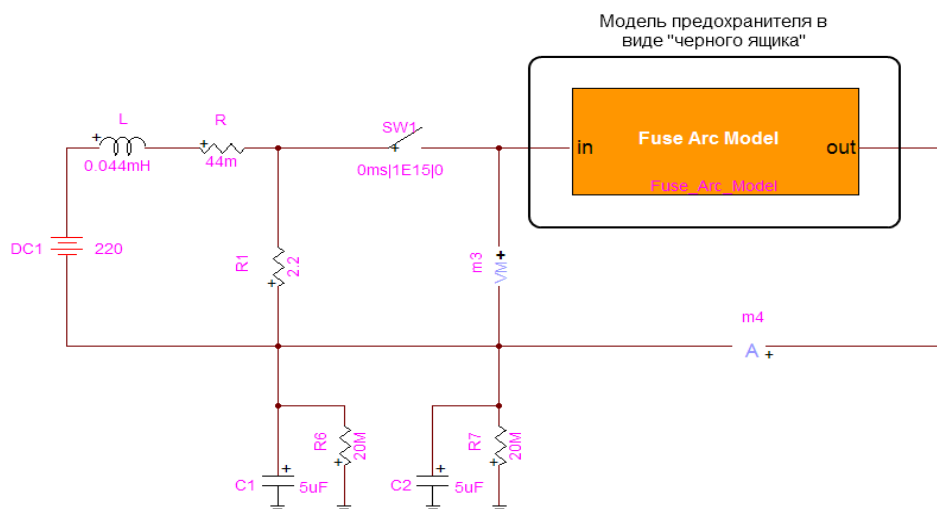 Модель предохранителя в
виде "черного ящика"
L
+
0.044mH
R
+
44m
SW1
+
0ms|1E15|0
in
Fuse Arc Model
out
Fuse_Arc_Model
DC1
220
R1
2.2
+
m3
VM
+
m4
A
+
R6
20M
+
R7
20M
+
C1
+
5uF
C2
+
5uF